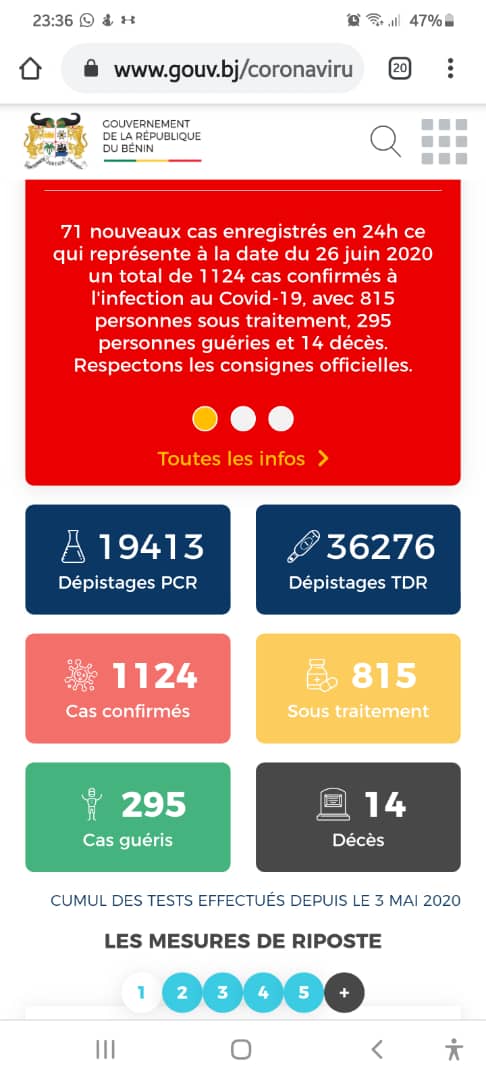 23:36
47%
www.gouv.bj/coronaviru
20
GOUVERNEMENT
DE LA RÉPUBLIQUE
DU BÉNIN
71 nouveaux cas enregistrés en 24h ce
qui représente à la date du 26 juin 2020
un total de 1124 cas confirmés à
l'infection au Covid-19, avec 815
personnes sous traitement, 295
personnes guéries et 14 décès.
Respectons les consignes officielles.
Toutes les infos
19413
Dépistages PCR
36276
Dépistages TDR
1124
Cas confirmés
815
Sous traitement
295
Cas guéris
14
Décès
CUMUL DES TESTS EFFECTUÉS DEPUIS LE 3 MAI 2020
LES MESURES DE RIPOSTE
1 2 3 4 5 +